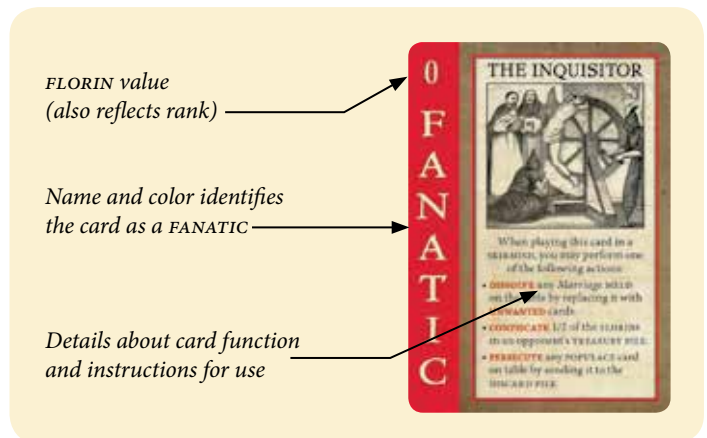 FLORIN value
(also reflects rank)
Name and color identifies
the card as a FANATIC
Details about card function
and instructions for use
0
FANATIC
THE INQUISITOR
When playing this card in a
you may perform one
of the following actions
• DISSOLVE any Marriage MELD
on the table by replacing it with
UNWANTED cards
• CONFISCATE 1/2 of the FLORINS
in an opponent's TREASURY PILE
• PERSECUTE any POPULACE card
on table by sending it to the
DISCARD PILE